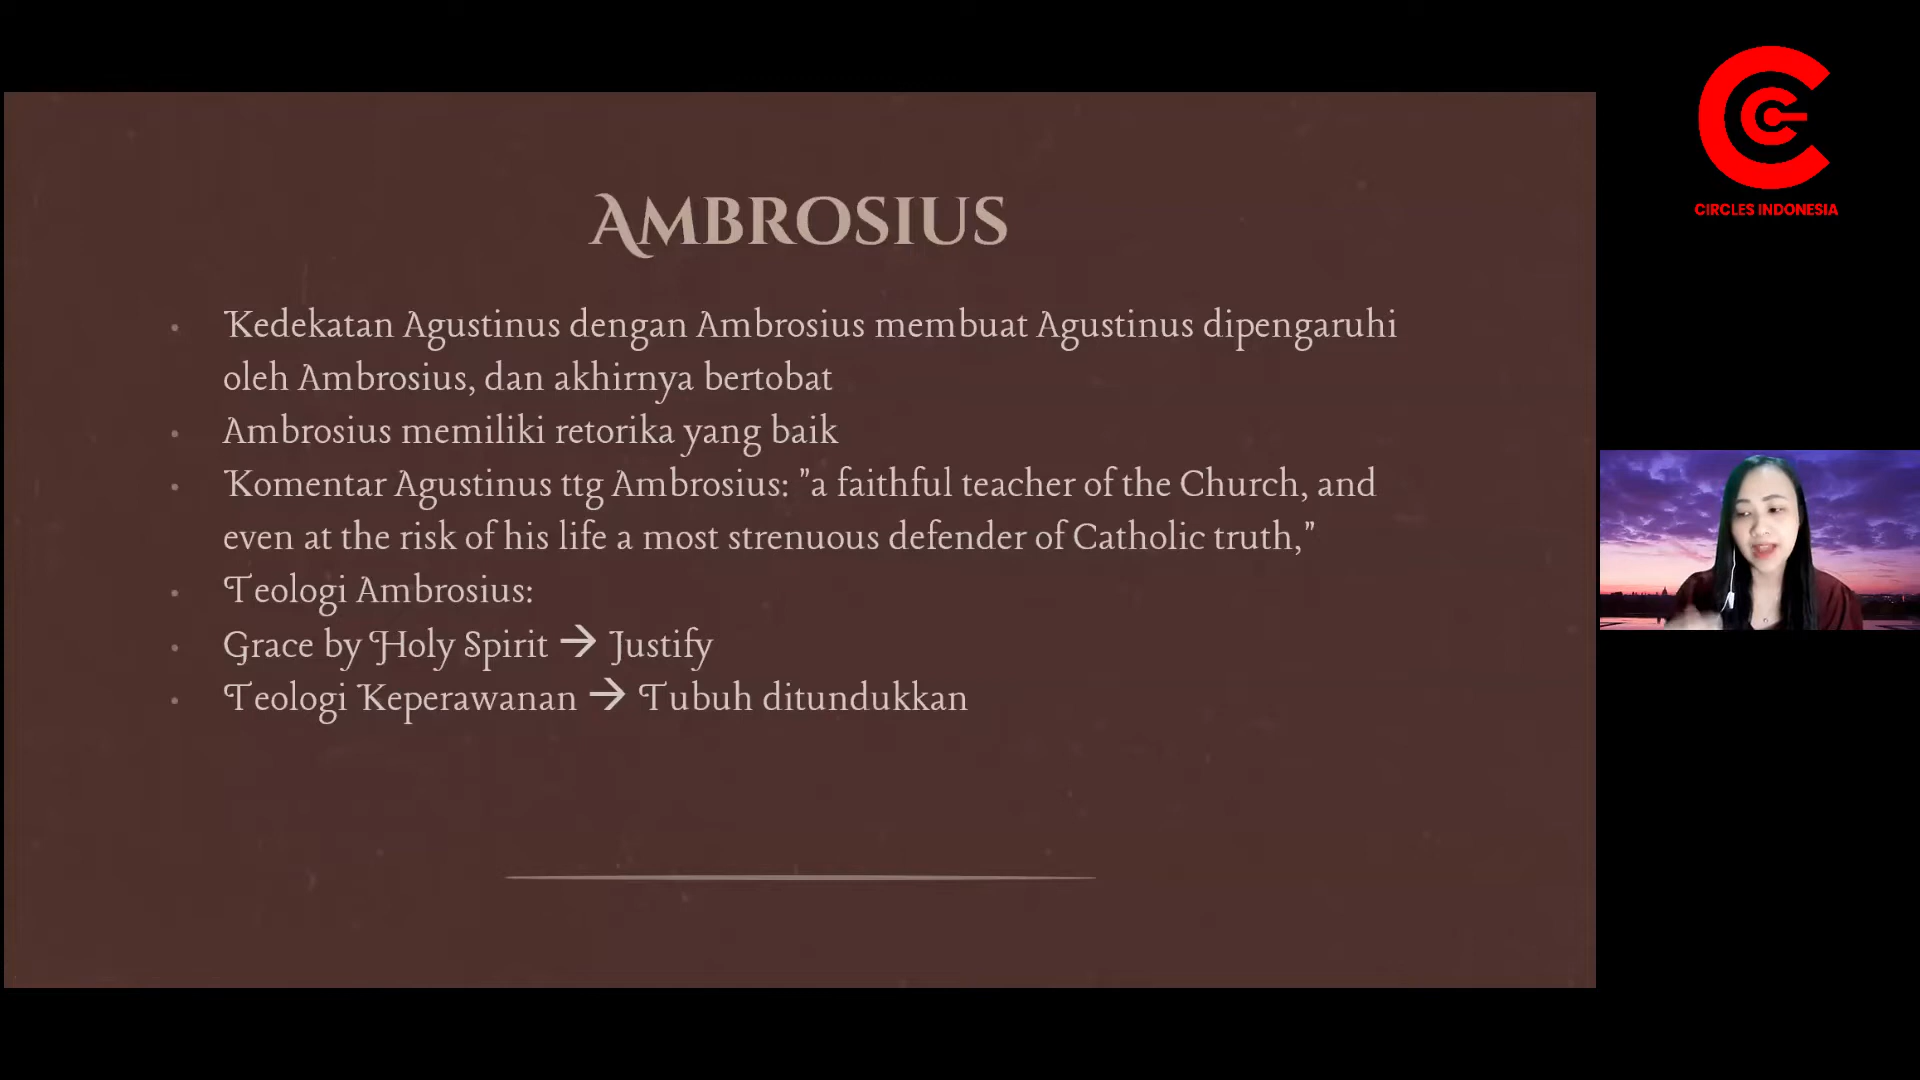 AMBROSIUS
Kedekatan Agustinus dengan Ambrosius membuat Agustinus dipengaruhi
oleh Ambrosius, dan akhirnya bertobat
Ambrosius memiliki retorika yang baik
Komentar Agustinus ttg Ambrosius: "a faithful teacher of the Church, and
even at the risk of his life a most strenuous defender of Catholic truth,"
Teologi Ambrosius:
Grace by Holy Spirit → Justify
Teologi Keperawanan → Tubuh ditundukkan
CIRCLES INDONESIA